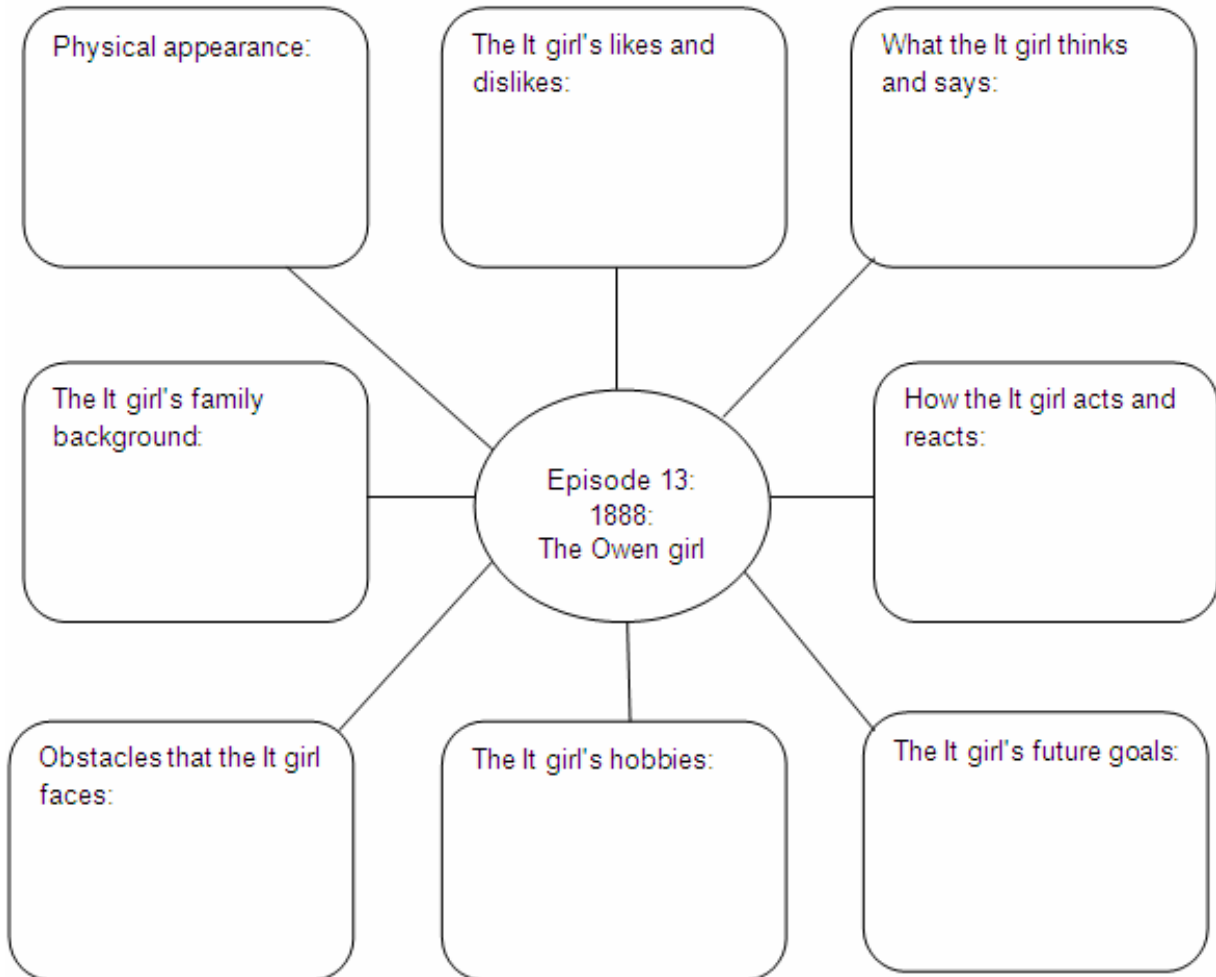 Physical appearance:
The It girl's likes and
dislikes:
What the It girl thinks
and says:
The It girl's family
background:
Episode 13:
1888:
The Owen girl
How the It girl acts and
reacts:
Obstacles that the It girl
faces:
The It girl's hobbies:
The It girl's future goals: